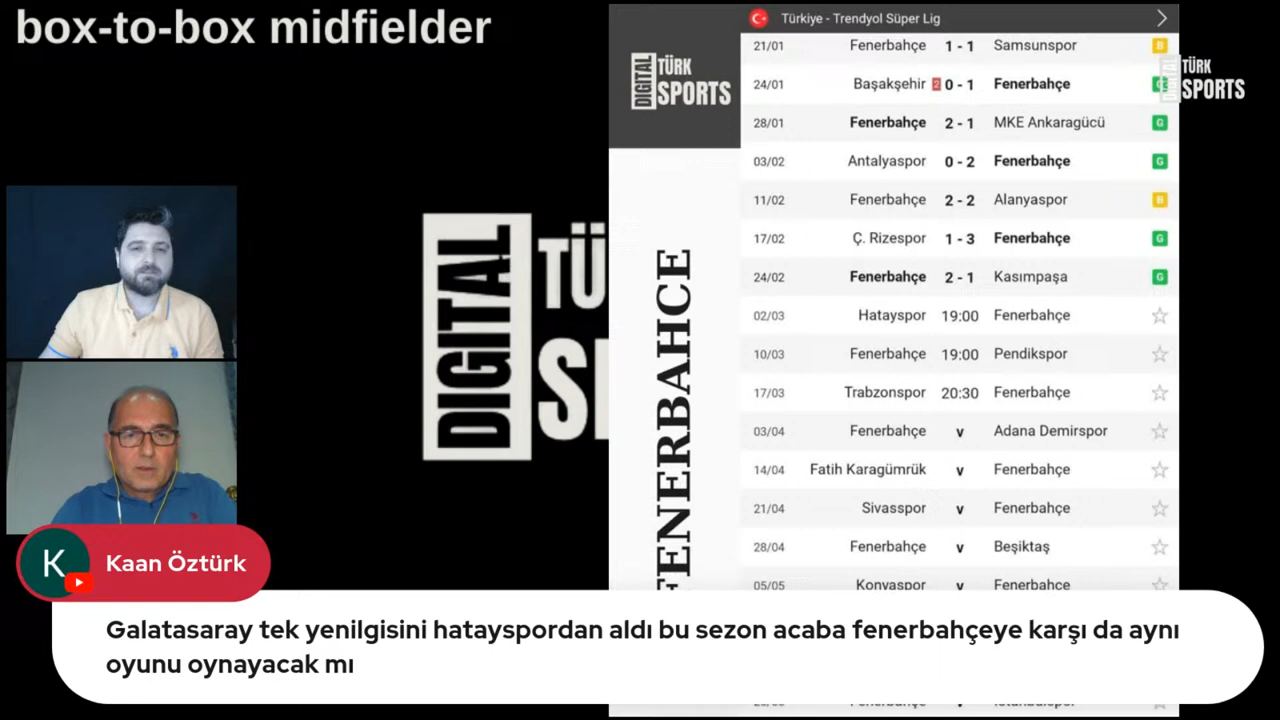 box-to-box midfielder
Türkiye - Trendyol Süper Lig
DIGITAL TÜRK SPORTS
DIGITAL TÜRK SPORTS
21/01 Fenerbahçe 1 - 1 Samsunspor B
24/01 Başakşehir 2 0 - 1 Fenerbahçe G
28/01 Fenerbahçe 2 - 1 MKE Ankaragücü G
03/02 Antalyaspor 0 - 2 Fenerbahçe G
11/02 Fenerbahçe 2 - 2 Alanyaspor B
17/02 Ç. Rizespor 1 - 3 Fenerbahçe G
24/02 Fenerbahçe 2 - 1 Kasımpaşa G
02/03 Hatayspor 19:00 Fenerbahçe
10/03 Fenerbahçe 19:00 Pendikspor
17/03 Trabzonspor 20:30 Fenerbahçe
03/04 Fenerbahçe v Adana Demirspor
14/04 Fatih Karagümrük v Fenerbahçe
21/04 Sivasspor v Fenerbahçe
28/04 Fenerbahçe v Beşiktaş
05/05 Konyaspor v Fenerbahçe
FENERBAHCE
DIGITAL
TÜ
S
K Kaan Öztürk
Galatasaray tek yenilgisini hatayspordan aldı bu sezon acaba fenerbahçeye karşı da aynı
oyunu oynayacak mı